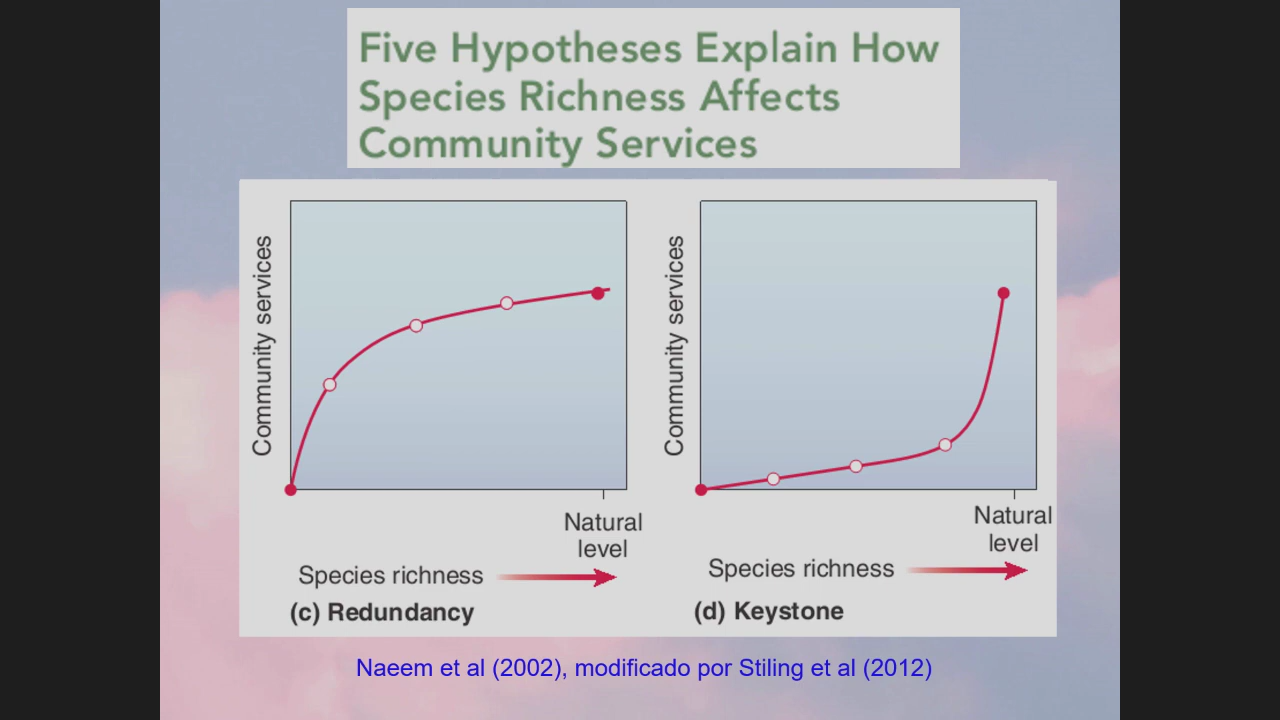 Five Hypotheses Explain How
Species Richness Affects
Community Services
Community services
Natural
level
Species richness
(c) Redundancy
Community services
Natural
level
Species richness
(d) Keystone
Naeem et al (2002), modificado por Stiling et al (2012)